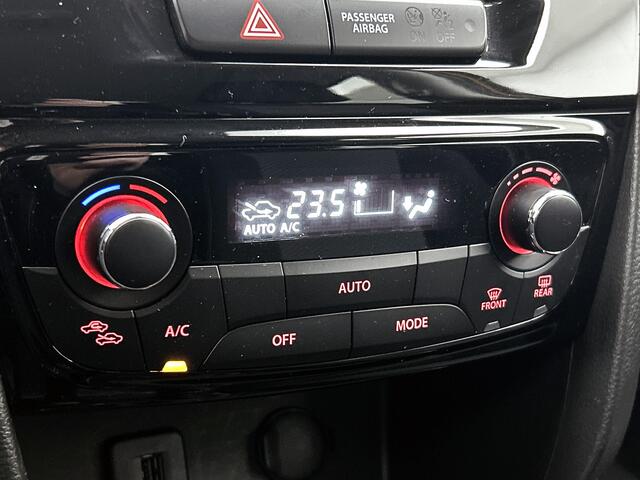 PASSENGER
AIRBAG
ON
OFF
23.5
AUTO A/C
AUTO
A/C
OFF
MODE
FRONT
REAR